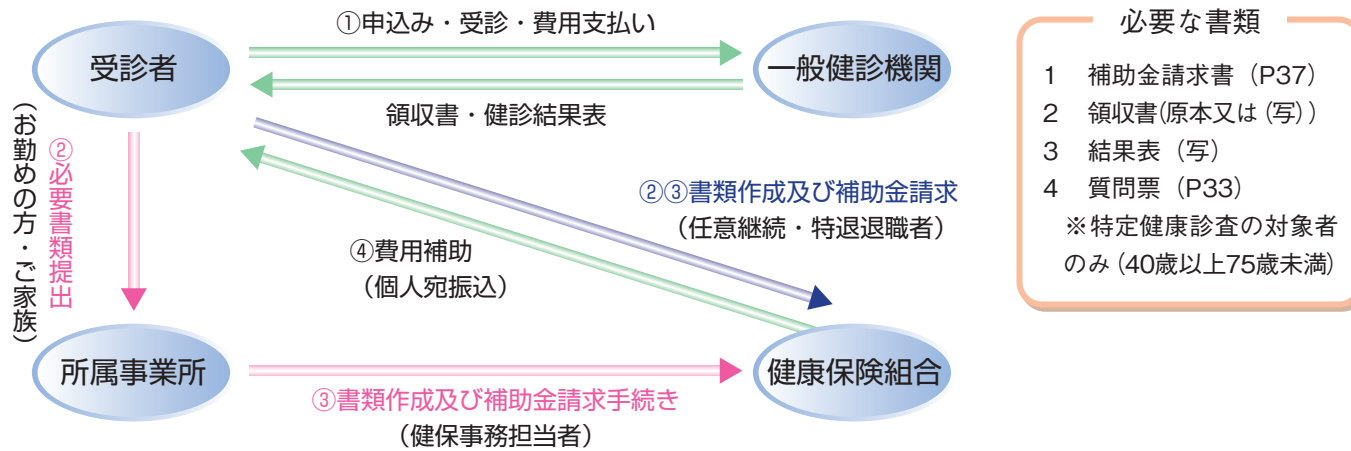 ①申込み・受診・費用支払い
受診者
一般健診機関
領収書・健診結果表
(お勤めの方・ご家族)
②必要書類提出
②③書類作成及び補助金請求
(任意継続・特退退職者)
④費用補助
(個人宛振込)
所属事業所
健康保険組合
③書類作成及び補助金請求手続き
(健保事務担当者)
必要な書類
1 補助金請求書(P37)
2 領収書(原本又は(写))
3 結果表(写)
4 質問票(P33)
※特定健康診査の対象者
のみ(40歳以上75歳未満)